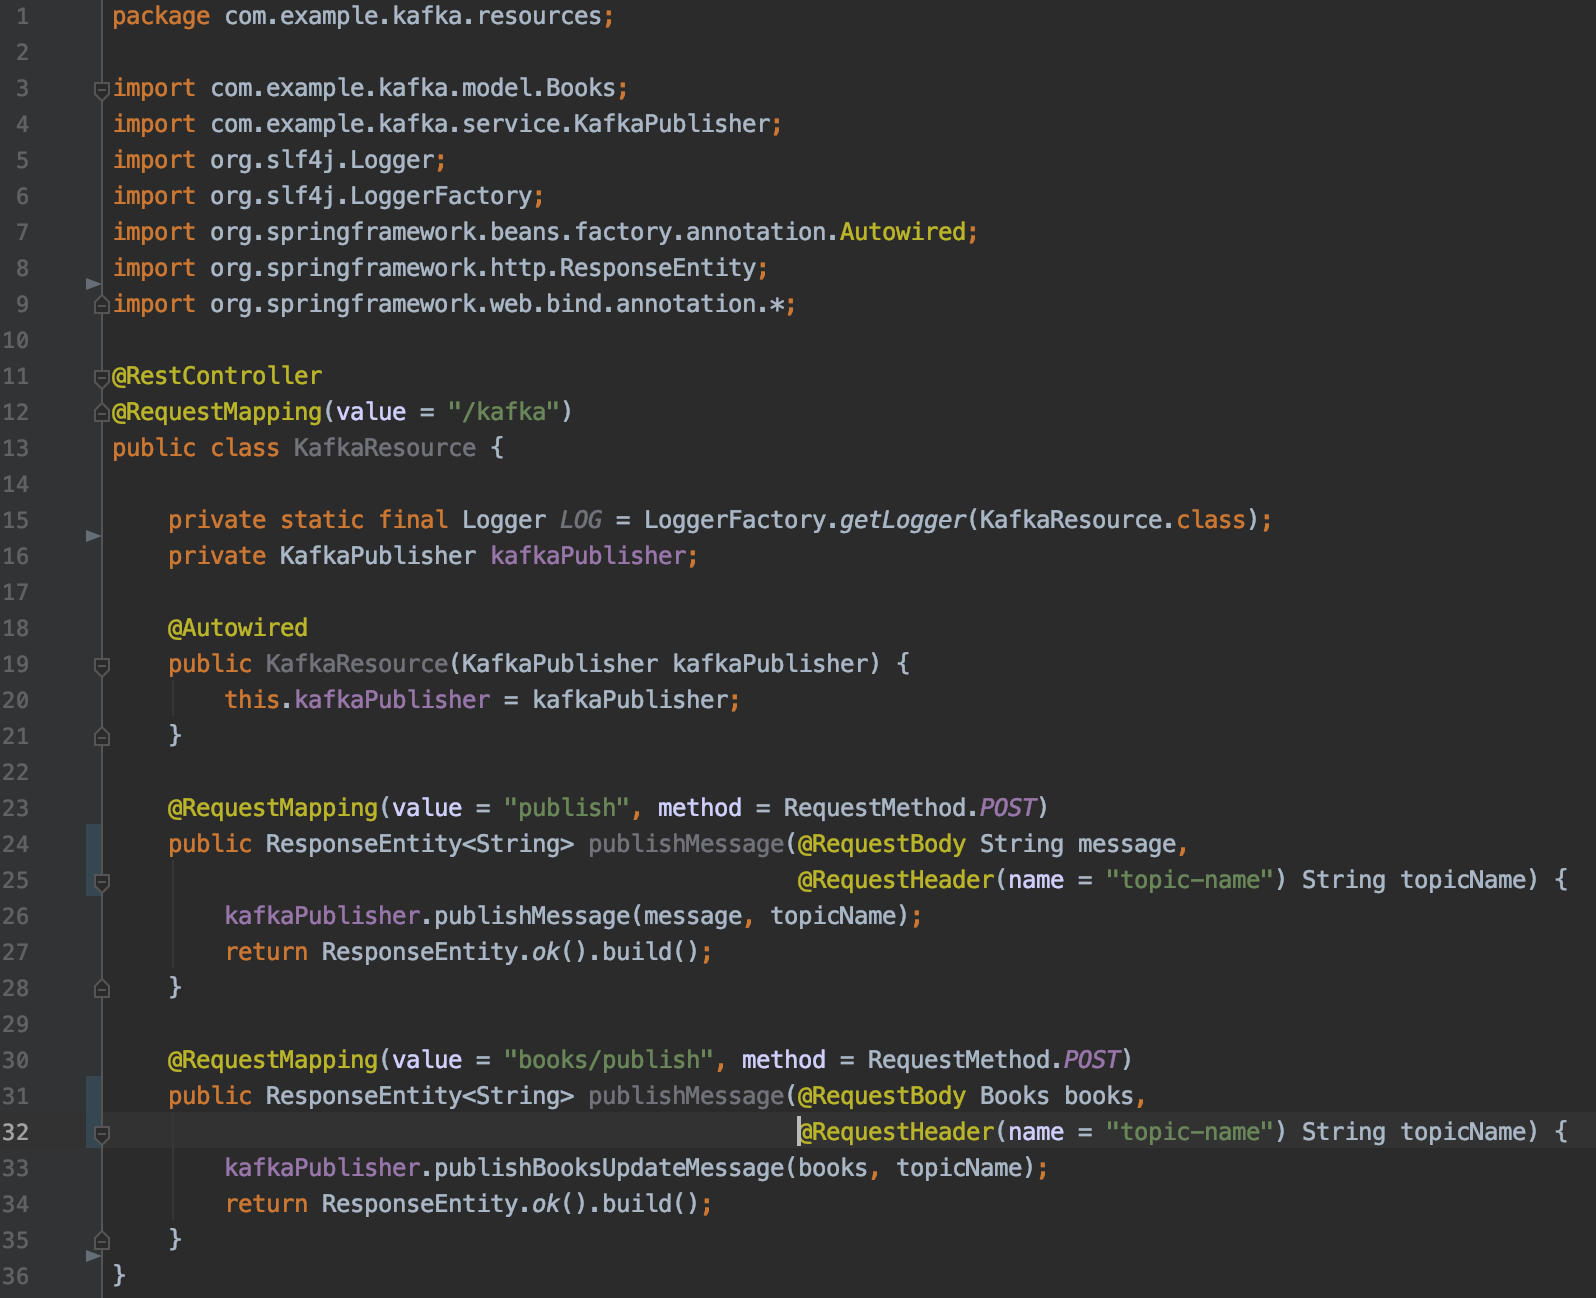 1 package com.example.kafka.resources;
2
3 import com.example.kafka.model.Books;
4 import com.example.kafka.service.KafkaPublisher;
5 import org.slf4j.Logger;
6 import org.slf4j.LoggerFactory;
7 import org.springframework.beans.factory.annotation.Autowired;
8 import org.springframework.http.ResponseEntity;
9 import org.springframework.web.bind.annotation.*;
10
11 @RestController
12 @RequestMapping(value = "/kafka")
13 public class KafkaResource {
14
15     private static final Logger LOG = LoggerFactory.getLogger(KafkaResource.class);
16     private KafkaPublisher kafkaPublisher;
17
18     @Autowired
19     public KafkaResource(KafkaPublisher kafkaPublisher) {
20         this.kafkaPublisher = kafkaPublisher;
21     }
22
23     @RequestMapping(value = "publish", method = RequestMethod.POST)
24     public ResponseEntity<String> publishMessage(@RequestBody String message,
25                                                  @RequestHeader(name = "topic-name") String topicName) {
26         kafkaPublisher.publishMessage(message, topicName);
27         return ResponseEntity.ok().build();
28     }
29
30     @RequestMapping(value = "books/publish", method = RequestMethod.POST)
31     public ResponseEntity<String> publishMessage(@RequestBody Books books,
32                                                  @RequestHeader(name = "topic-name") String topicName) {
33         kafkaPublisher.publishBooksUpdateMessage(books, topicName);
34         return ResponseEntity.ok().build();
35     }
36 }